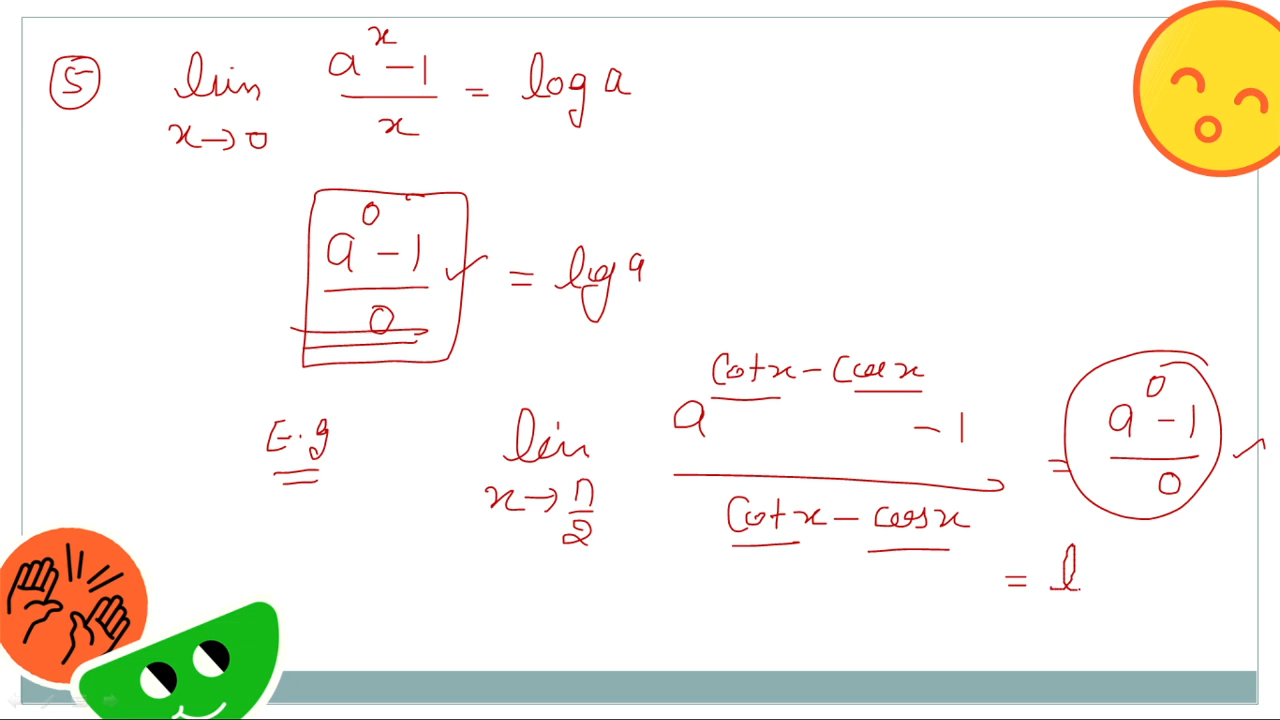 ⑤ lim x→0 (a^x − 1)/x = log a
(a^0 − 1)/0 ✓ = log a
E.g lim x→π/2 (a^(cot x − cos x) − 1)/(cot x − cos x) = (a^0 − 1)/0 ✓
= l